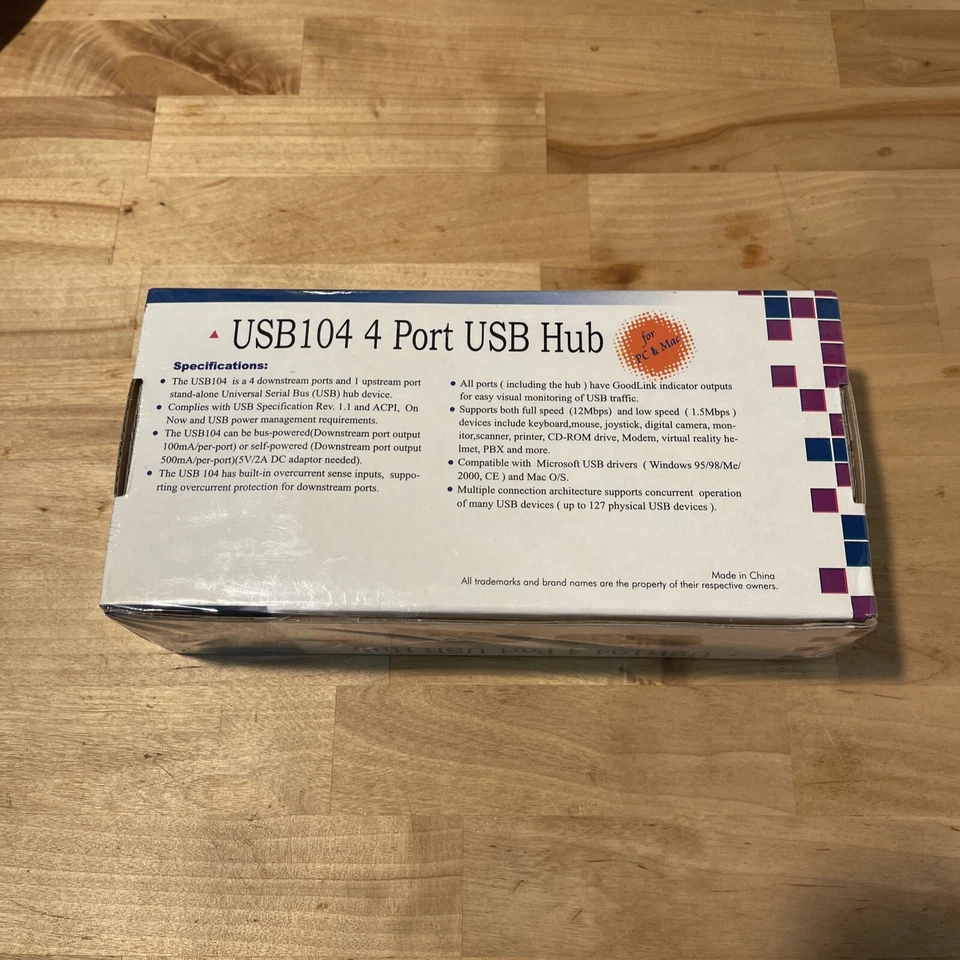 USB104 4 Port USB Hub
for
PC & Mac
Specifications:
• The USB104 is a 4 downstream ports and 1 upstream port
stand-alone Universal Serial Bus (USB) hub device.
• Complies with USB Specification Rev. 1.1 and ACPI, On
Now and USB power management requirements.
• The USB104 can be bus-powered(Downstream port output
100mA/per-port) or self-powered (Downstream port output
500mA/per-port)(5V/2A DC adaptor needed).
• The USB 104 has built-in overcurrent sense inputs, suppo-
rting overcurrent protection for downstream ports.
• All ports ( including the hub ) have GoodLink indicator outputs
for easy visual monitoring of USB traffic.
• Supports both full speed (12Mbps) and low speed ( 1.5Mbps )
devices include keyboard,mouse, joystick, digital camera, mon-
itor,scanner, printer, CD-ROM drive, Modem, virtual reality he-
lmet, PBX and more.
• Compatible with Microsoft USB drivers ( Windows 95/98/Me/
2000, CE ) and Mac O/S.
• Multiple connection architecture supports concurrent operation
of many USB devices ( up to 127 physical USB devices ).
Made in China
All trademarks and brand names are the property of their respective owners.
USB104 4 Port USB Hub